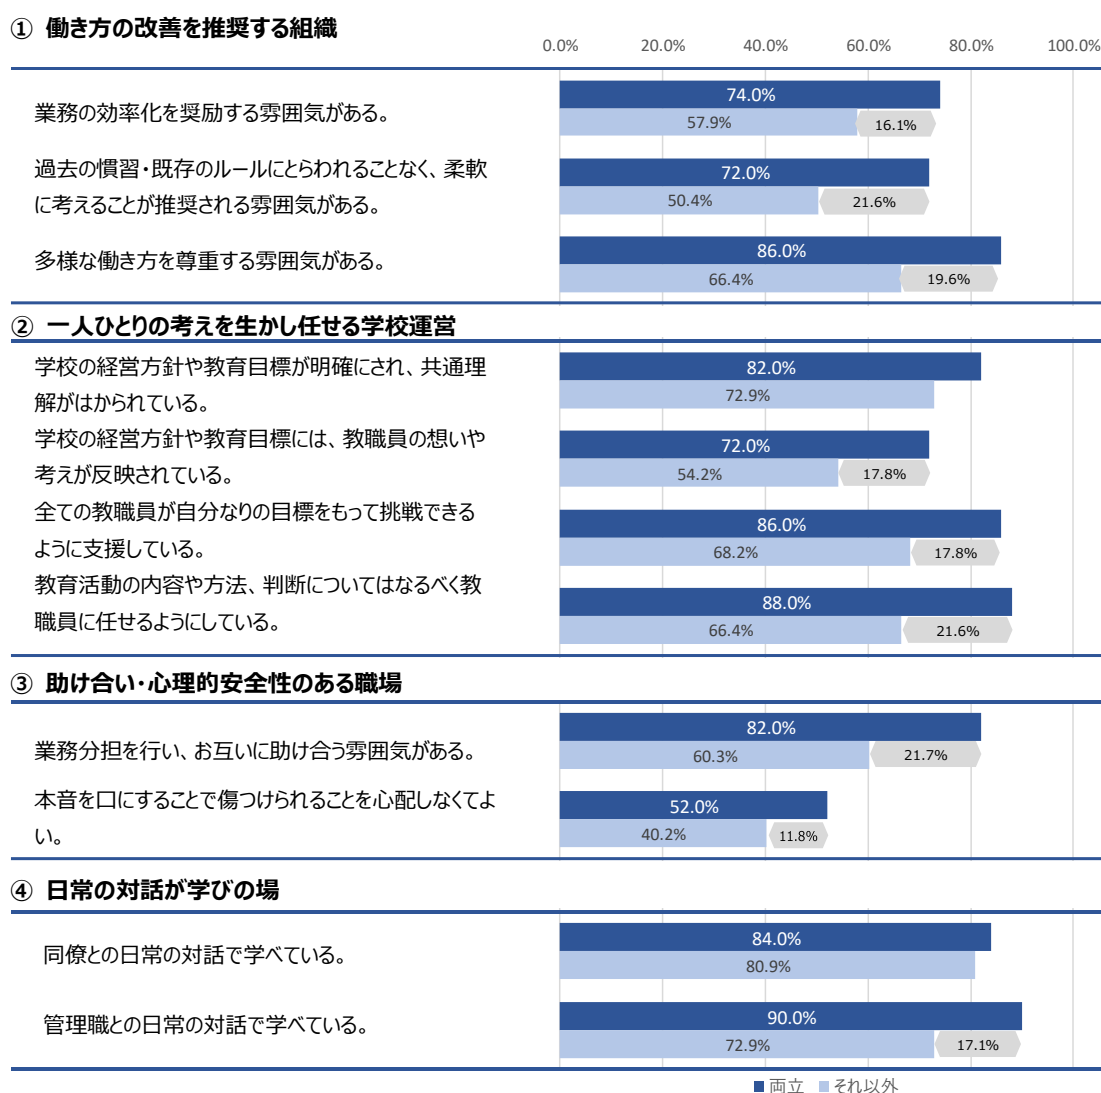 ① 働き方の改善を推奨する組織
0.0% 20.0% 40.0% 60.0% 80.0% 100.0%
業務の効率化を奨励する雰囲気がある。
74.0%
57.9% 16.1%
過去の慣習・既存のルールにとらわれることなく、柔軟
に考えることが推奨される雰囲気がある。
72.0%
50.4% 21.6%
多様な働き方を尊重する雰囲気がある。
86.0%
66.4% 19.6%
② 一人ひとりの考えを生かし任せる学校運営
学校の経営方針や教育目標が明確にされ、共通理
解がはかられている。
82.0%
72.9%
学校の経営方針や教育目標には、教職員の想いや
考えが反映されている。
72.0%
54.2% 17.8%
全ての教職員が自分なりの目標をもって挑戦できる
ように支援している。
86.0%
68.2% 17.8%
教育活動の内容や方法、判断についてはなるべく教
職員に任せるようにしている。
88.0%
66.4% 21.6%
③ 助け合い・心理的安全性のある職場
業務分担を行い、お互いに助け合う雰囲気がある。
82.0%
60.3% 21.7%
本音を口にすることで傷つけられることを心配しなくてよ
い。
52.0%
40.2% 11.8%
④ 日常の対話が学びの場
同僚との日常の対話で学べている。
84.0%
80.9%
管理職との日常の対話で学べている。
90.0%
72.9% 17.1%
両立 それ以外